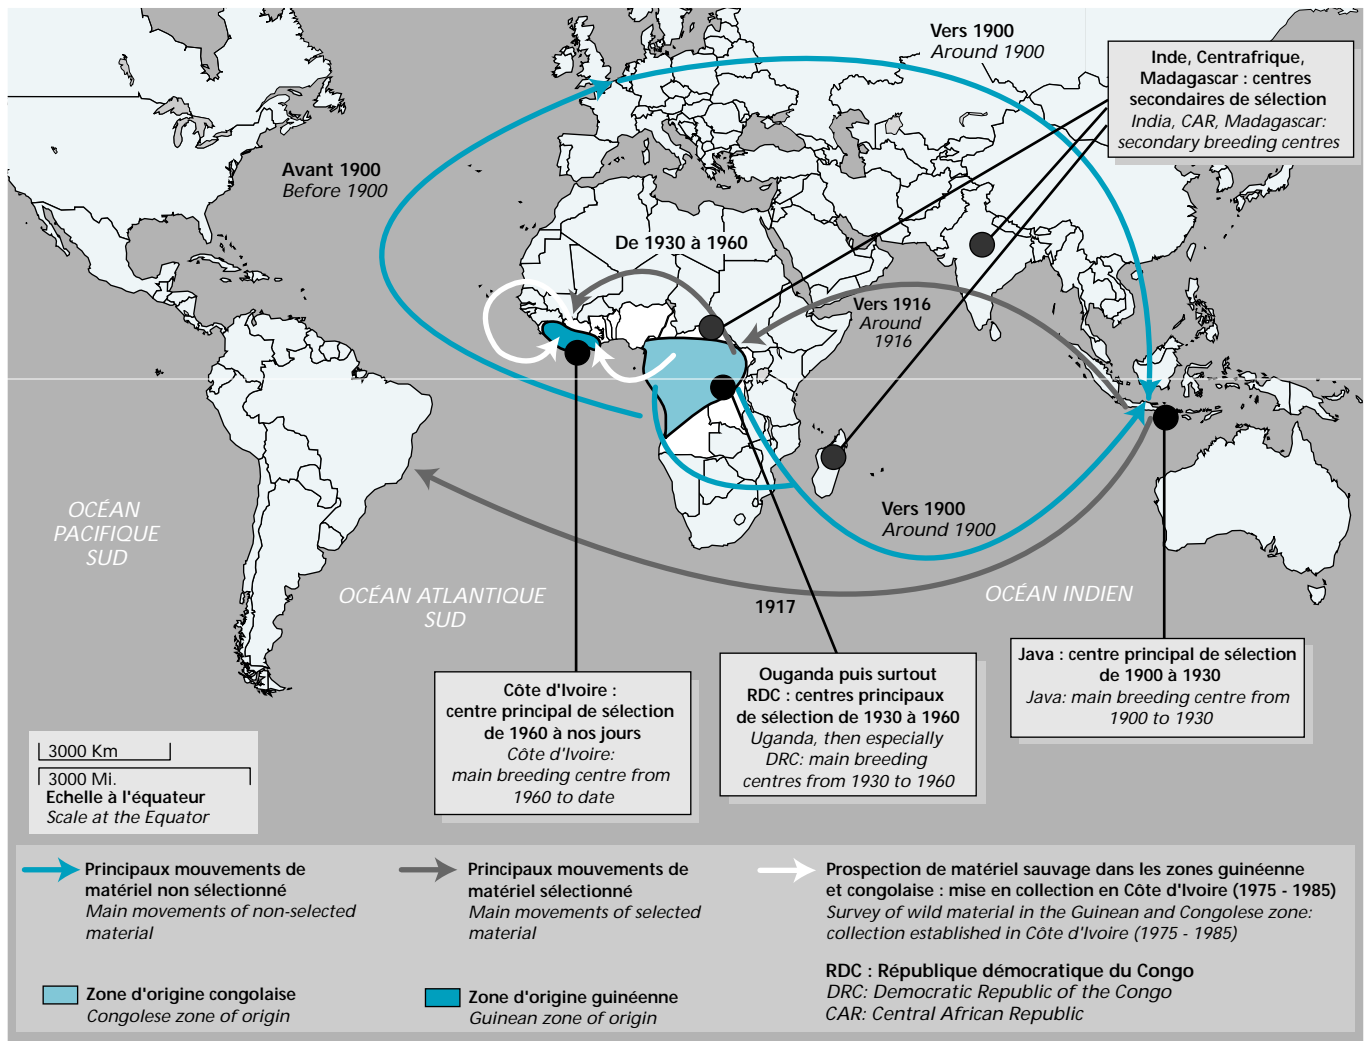 Vers 1900
Around 1900
Inde, Centrafrique,
Madagascar : centres
secondaires de sélection
India, CAR, Madagascar:
secondary breeding centres
Avant 1900
Before 1900
De 1930 à 1960
Vers 1916
Around
1916
Vers 1900
Around 1900
OCÉAN
PACIFIQUE
SUD
OCÉAN ATLANTIQUE
SUD
OCÉAN INDIEN
1917
Côte d'Ivoire :
centre principal de sélection
de 1960 à nos jours
Côte d'Ivoire:
main breeding centre from
1960 to date
Ouganda puis surtout
RDC : centres principaux
de sélection de 1930 à 1960
Uganda, then especially
DRC: main breeding
centres from 1930 to 1960
Java : centre principal de sélection
de 1900 à 1930
Java: main breeding centre from
1900 to 1930
3000 Km
3000 Mi.
Echelle à l'équateur
Scale at the Equator
Principaux mouvements de
matériel non sélectionné
Main movements of non-selected
material
Principaux mouvements de
matériel sélectionné
Main movements of selected
material
Prospection de matériel sauvage dans les zones guinéenne
et congolaise : mise en collection en Côte d'Ivoire (1975 - 1985)
Survey of wild material in the Guinean and Congolese zone:
collection established in Côte d'Ivoire (1975 - 1985)
Zone d'origine congolaise
Congolese zone of origin
Zone d'origine guinéenne
Guinean zone of origin
RDC : République démocratique du Congo
DRC: Democratic Republic of the Congo
CAR: Central African Republic